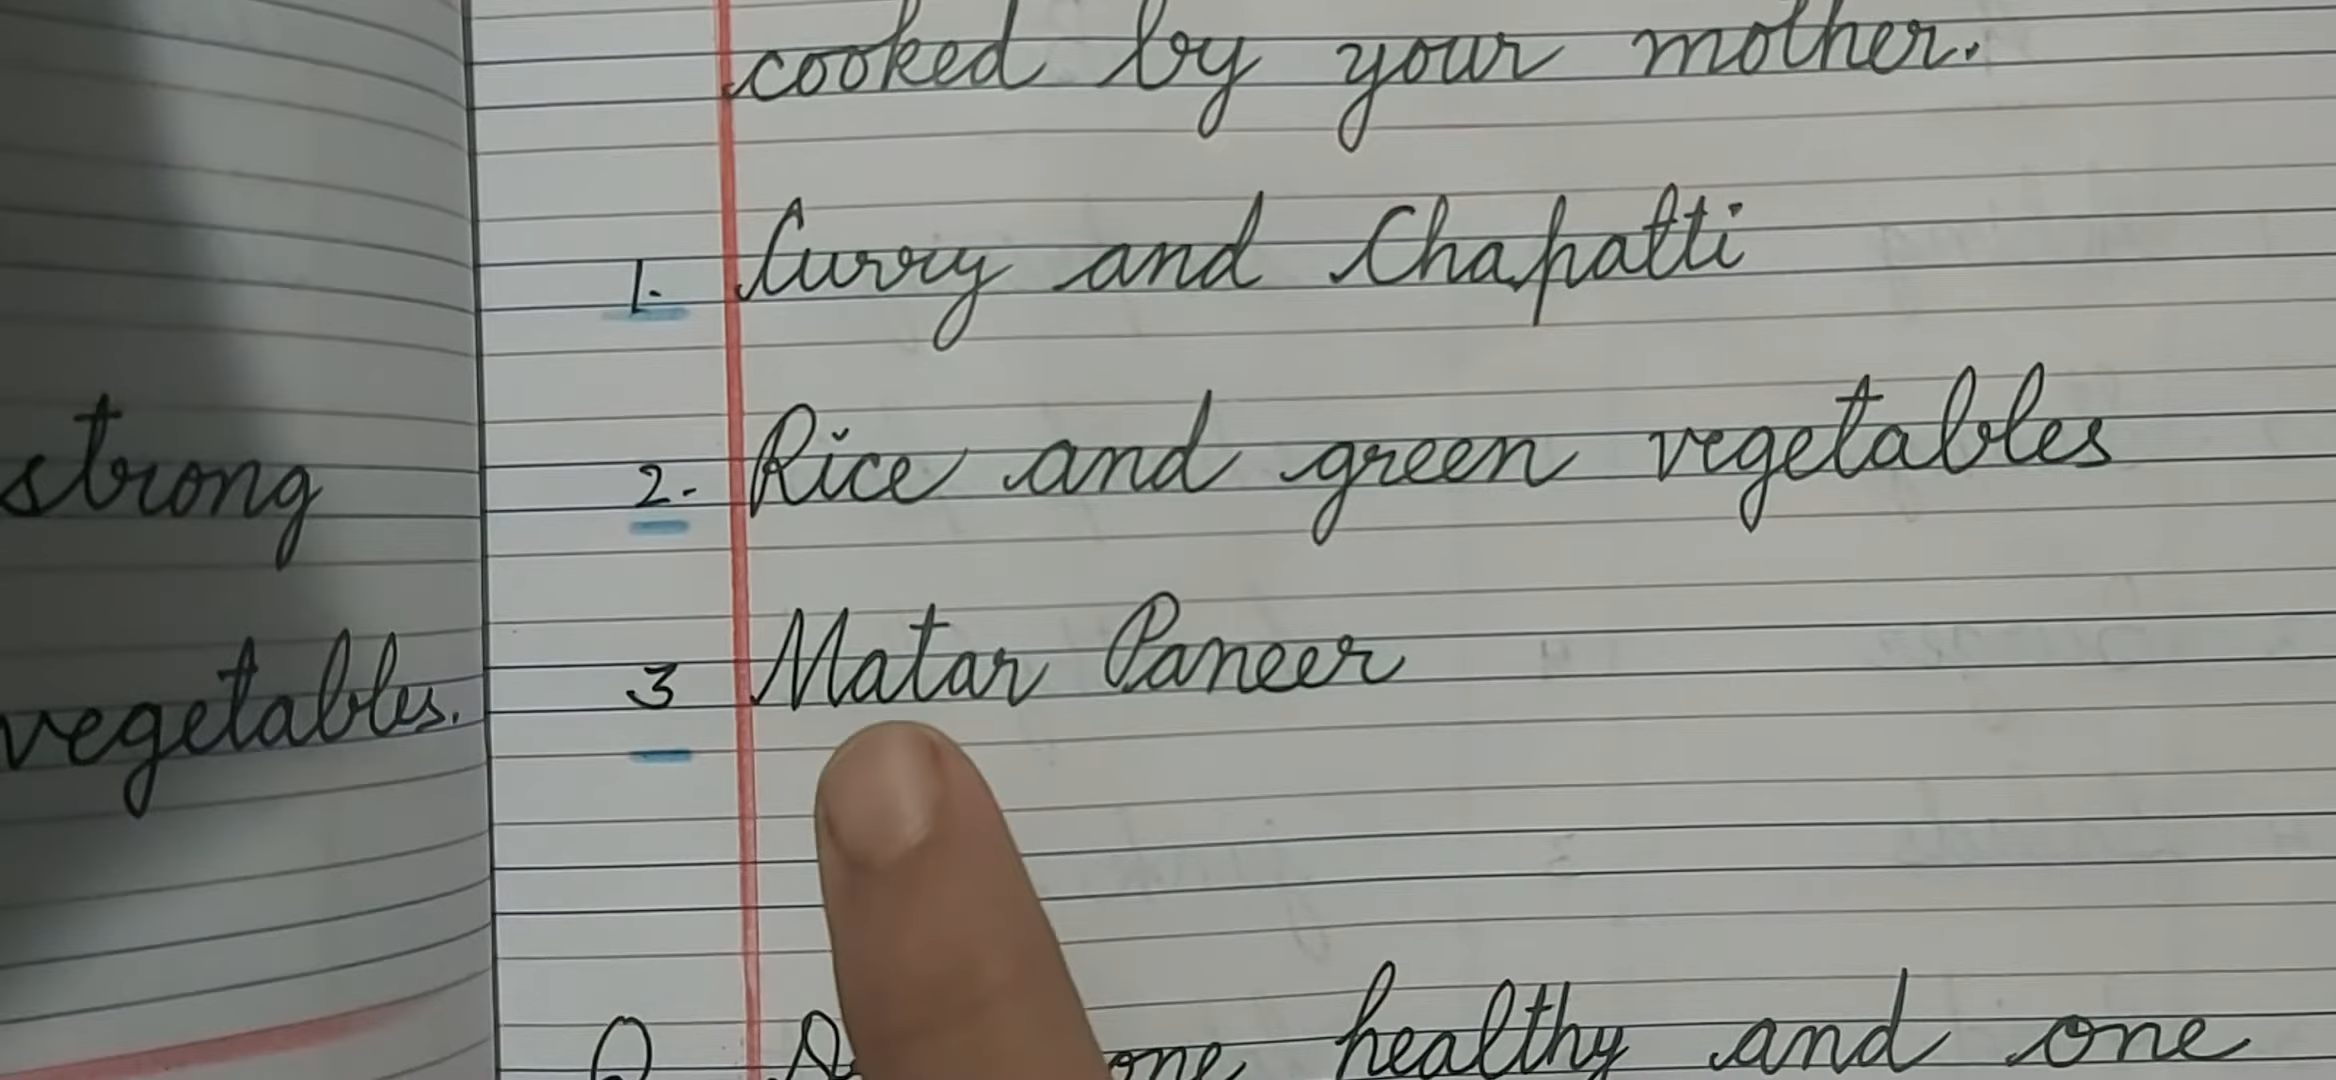 strong
vegetables.
cooked by your mother.
1. Curry and Chapatti
2. Rice and green vegetables
3 Matar Paneer
Q. one healthy and one